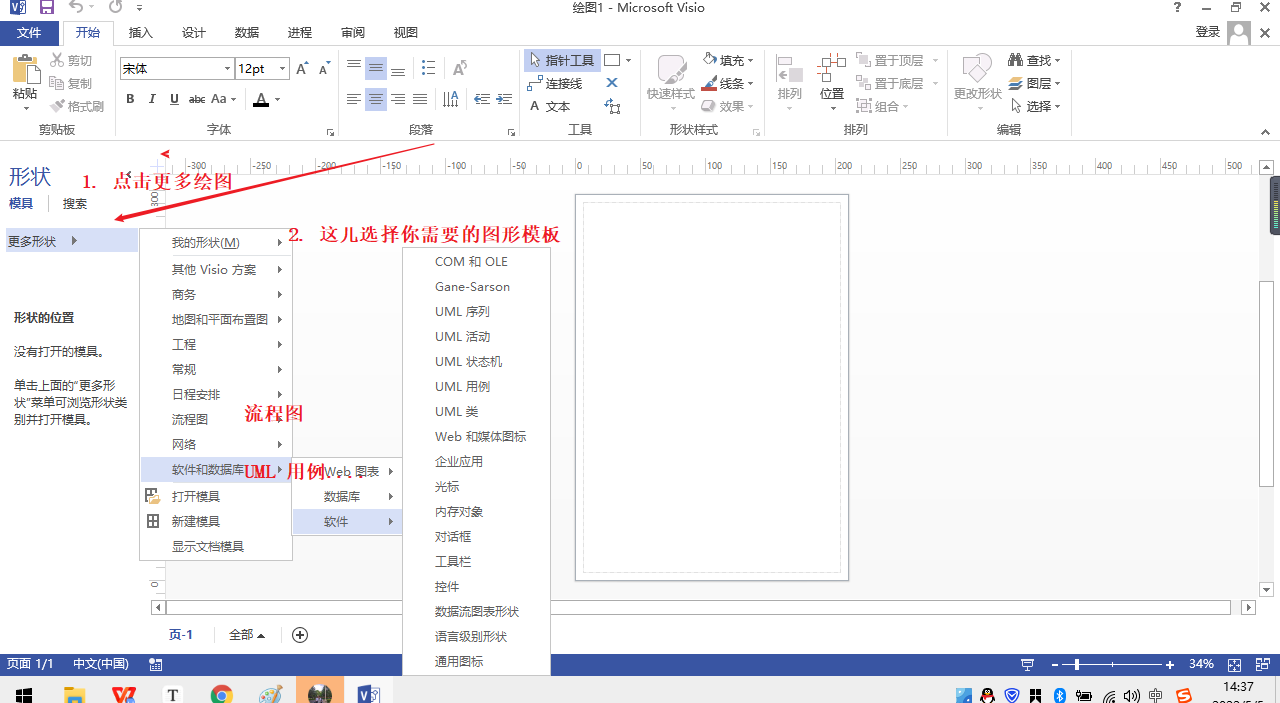 绘图1 - Microsoft Visio
文件 开始 插入 设计 数据 进程 审阅 视图 登录
粘贴 剪切 复制 格式刷
宋体 12pt
B I U abc Aa A
指针工具 连接线 A 文本
快速样式 填充 线条 效果
排列 位置 置于顶层 置于底层 组合
更改形状 查找 图层 选择
剪贴板 字体 段落 工具 形状样式 排列 编辑
-300 -250 -200 -150 -100 -50 0 50 100 150 200 250 300 350 400 450 500
300
形状
1. 点击更多绘图
模具 搜索
更多形状
2. 这儿选择你需要的图形模板
我的形状(M)
其他 Visio 方案
商务
地图和平面布置图
工程
常规
日程安排
流程图
流程图
网络
软件和数据库
UML 用例....
打开模具
新建模具
显示文档模具
Web 图表
数据库
软件
COM 和 OLE
Gane-Sarson
UML 序列
UML 活动
UML 状态机
UML 用例
UML 类
Web 和媒体图标
企业应用
光标
内存对象
对话框
工具栏
控件
数据流图表形状
语言级别形状
通用图标
形状的位置
没有打开的模具。
单击上面的“更多形
状”菜单可浏览形状类
别并打开模具。
0
页-1 全部
页面 1/1 中文(中国) 34%
T 中 14:37